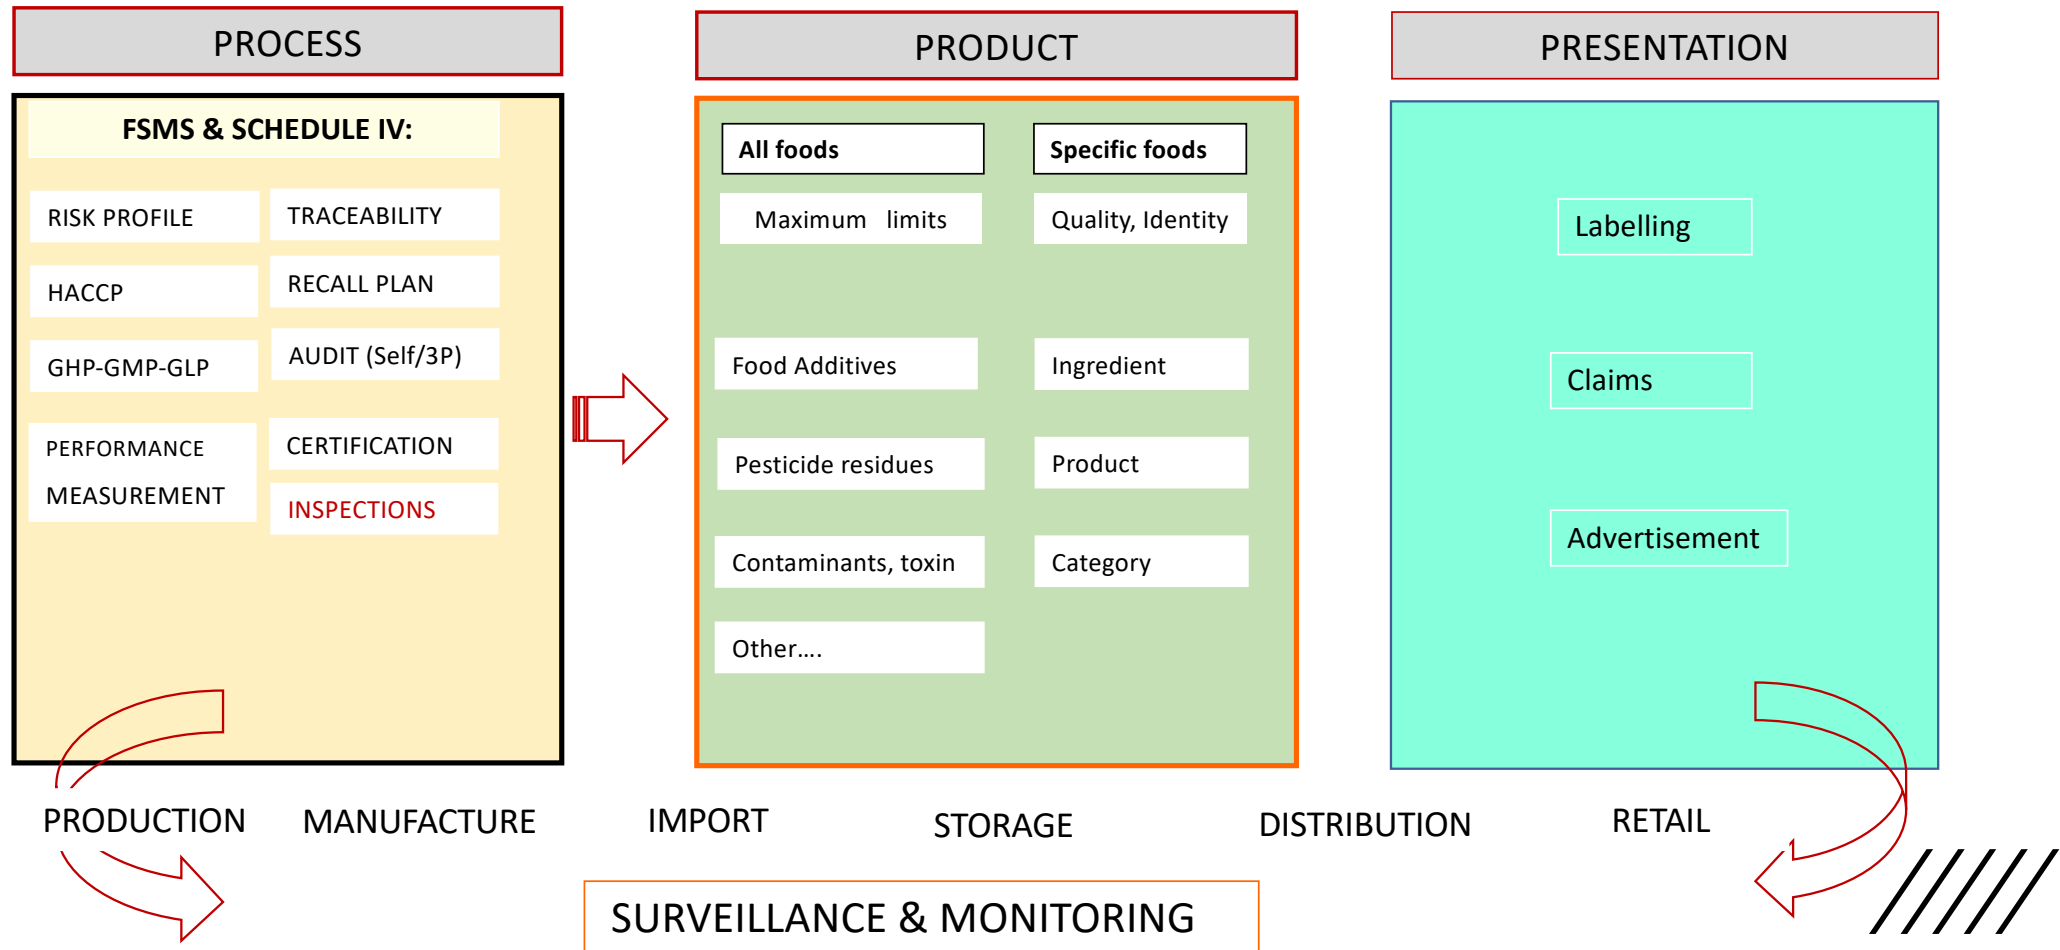 PROCESS
FSMS & SCHEDULE IV:
RISK PROFILE
HACCP
GHP-GMP-GLP
PERFORMANCE
MEASUREMENT
TRACEABILITY
RECALL PLAN
AUDIT (Self/3P)
CERTIFICATION
INSPECTIONS
PRODUCT
All foods
Maximum limits
Food Additives
Pesticide residues
Contaminants, toxin
Other....
Specific foods
Quality, Identity
Ingredient
Product
Category
PRESENTATION
Labelling
Claims
Advertisement
PRODUCTION
MANUFACTURE
IMPORT
STORAGE
DISTRIBUTION
RETAIL
SURVEILLANCE & MONITORING